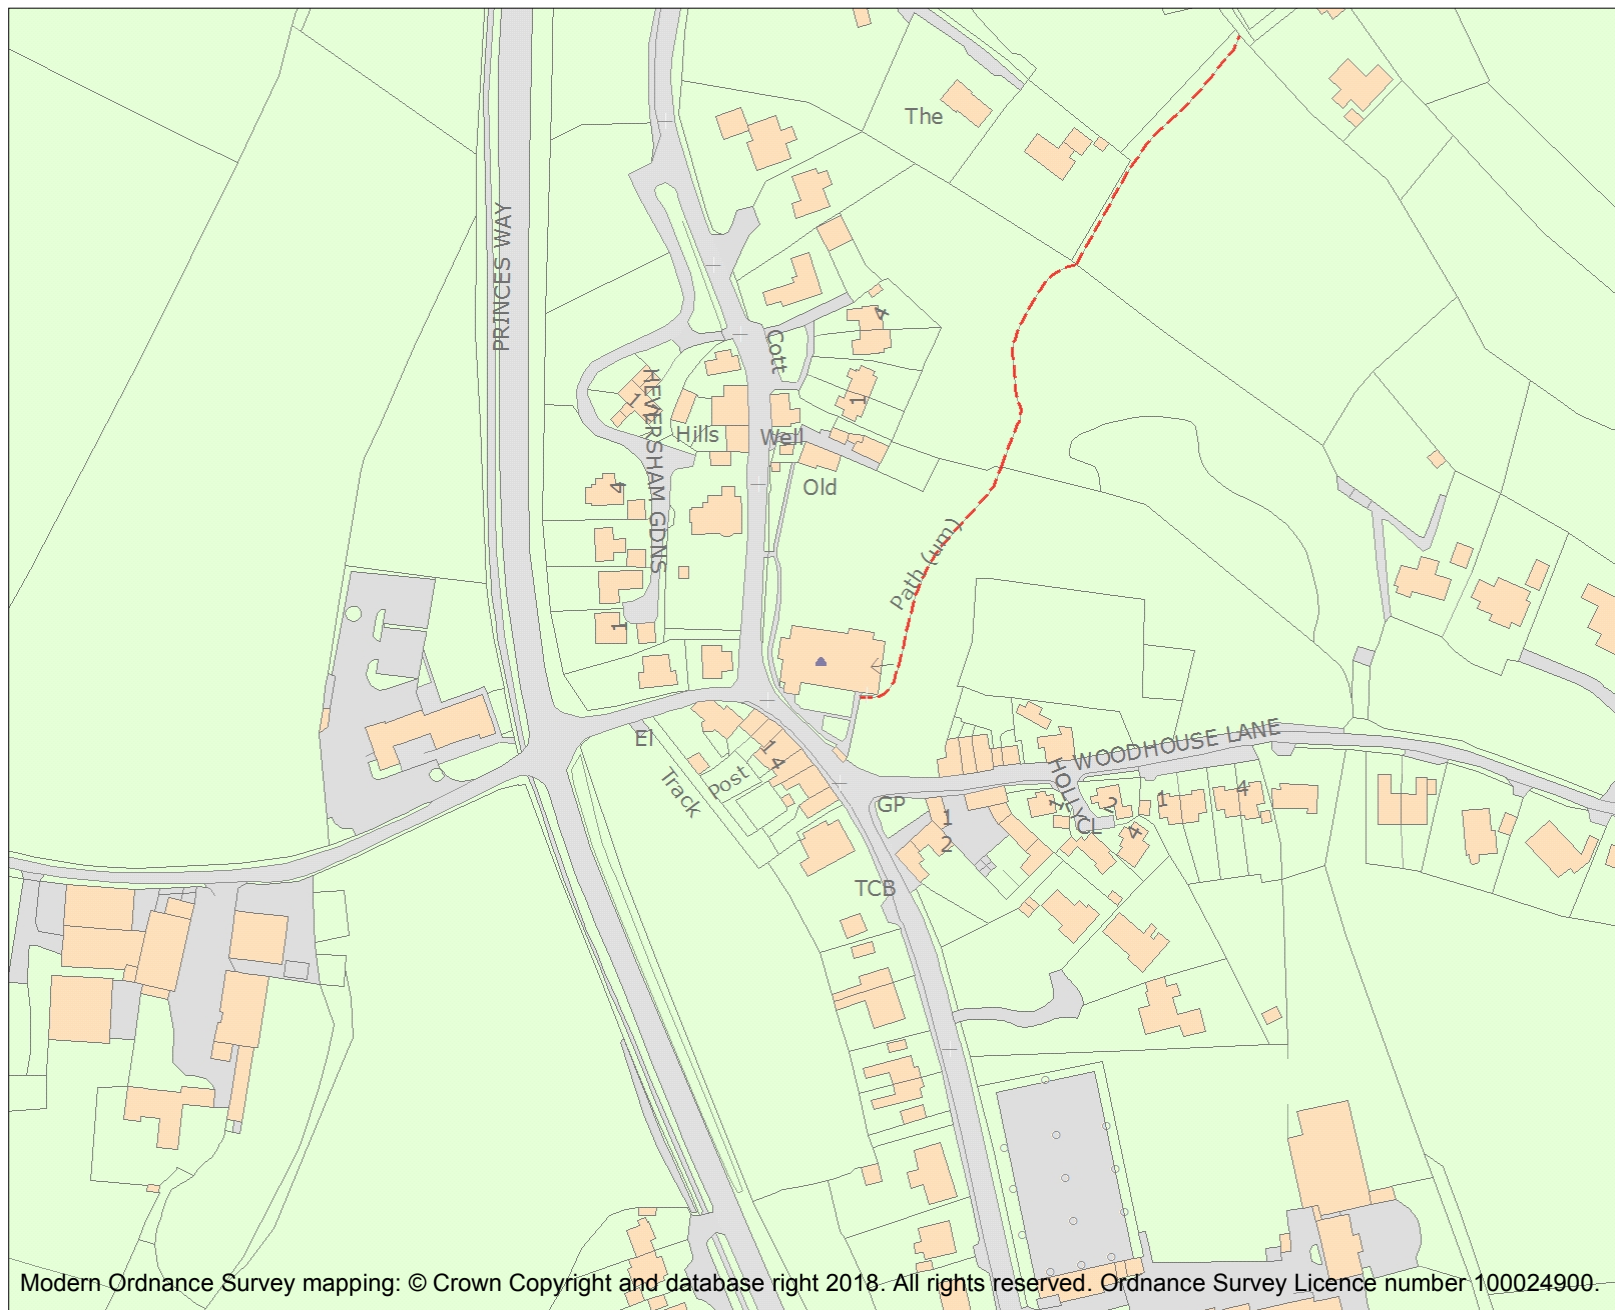 The
PRINCES WAY
Cott
4
1
1
HEVERSHAM GDNS
Hills
Well
Old
4
Path (um)
1
El
Track
Post
1
4
WOODHOUSE LANE
HOLLY
CL
GP
1
2
1
2
4
1
4
TCB
Modern Ordnance Survey mapping: © Crown Copyright and database right 2018. All rights reserved. Ordnance Survey Licence number 100024900.